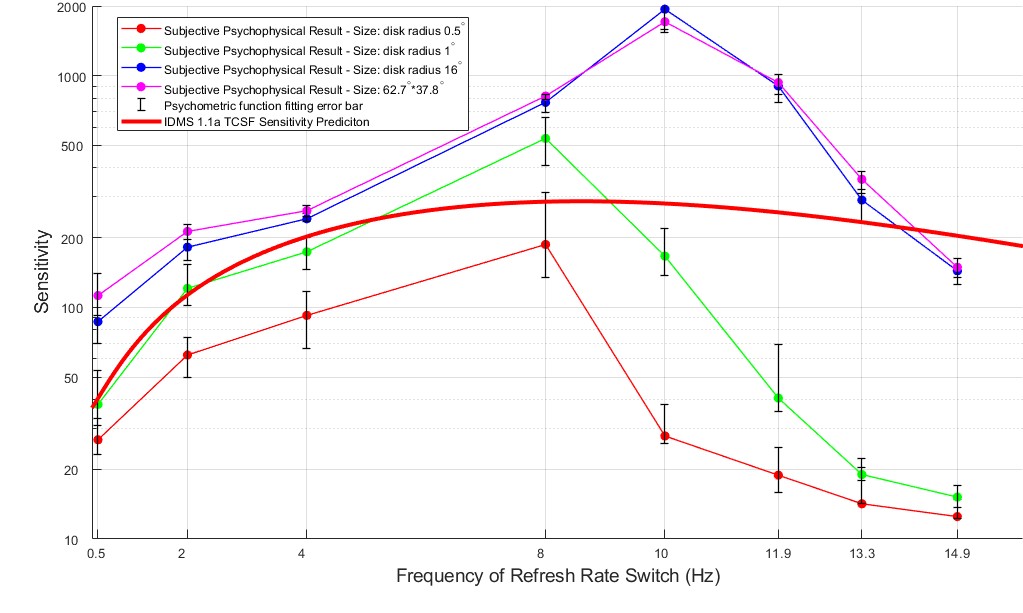 2000
1000
500
200
100
50
20
10
Sensitivity
Subjective Psychophysical Result - Size: disk radius 0.5°
Subjective Psychophysical Result - Size: disk radius 1°
Subjective Psychophysical Result - Size: disk radius 16°
Subjective Psychophysical Result - Size: 62.7°*37.8°
Psychometric function fitting error bar
IDMS 1.1a TCSF Sensitivity Prediciton
0.5 2 4 8 10 11.9 13.3 14.9
Frequency of Refresh Rate Switch (Hz)